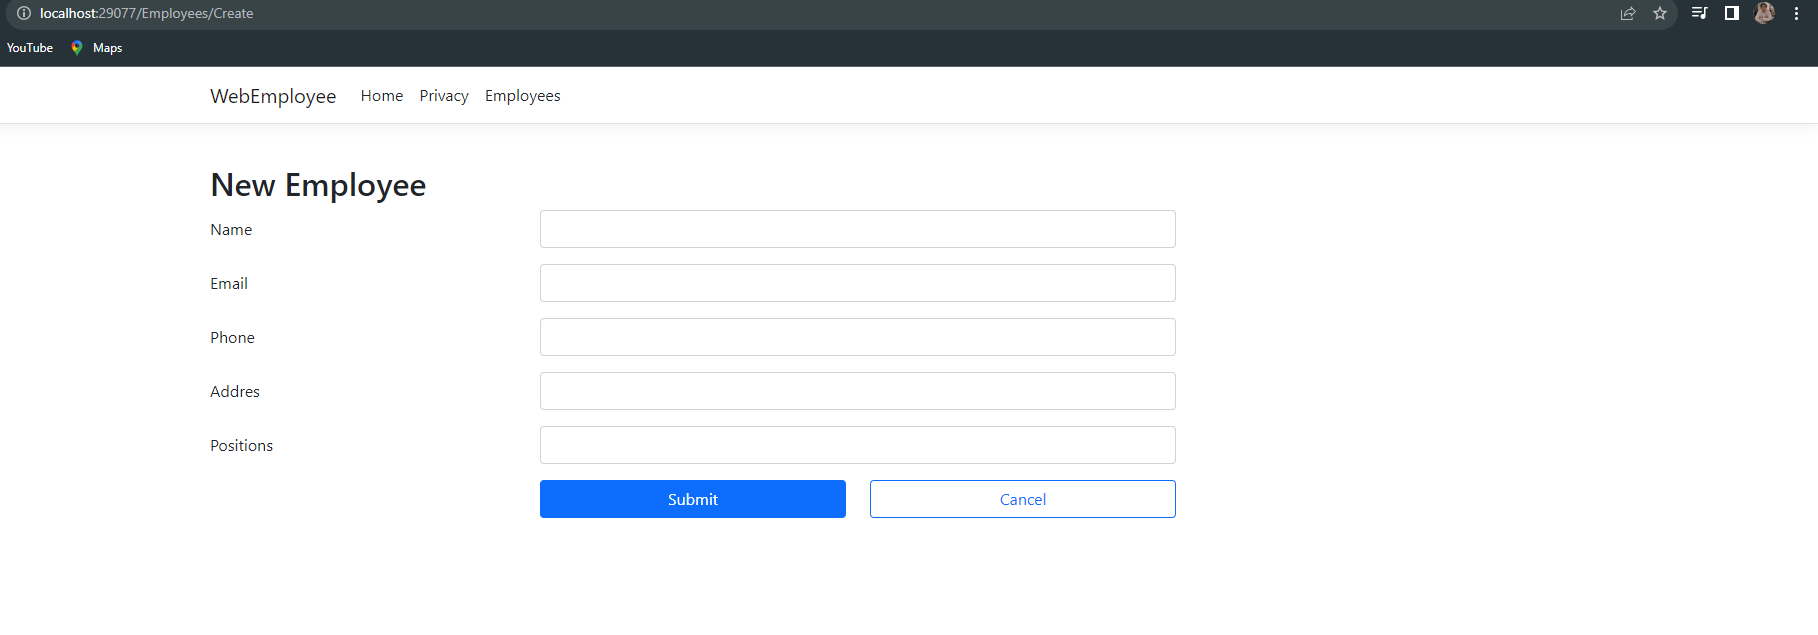 localhost:29077/Employees/Create
YouTube Maps
WebEmployee Home Privacy Employees
New Employee
Name
Email
Phone
Addres
Positions
Submit Cancel